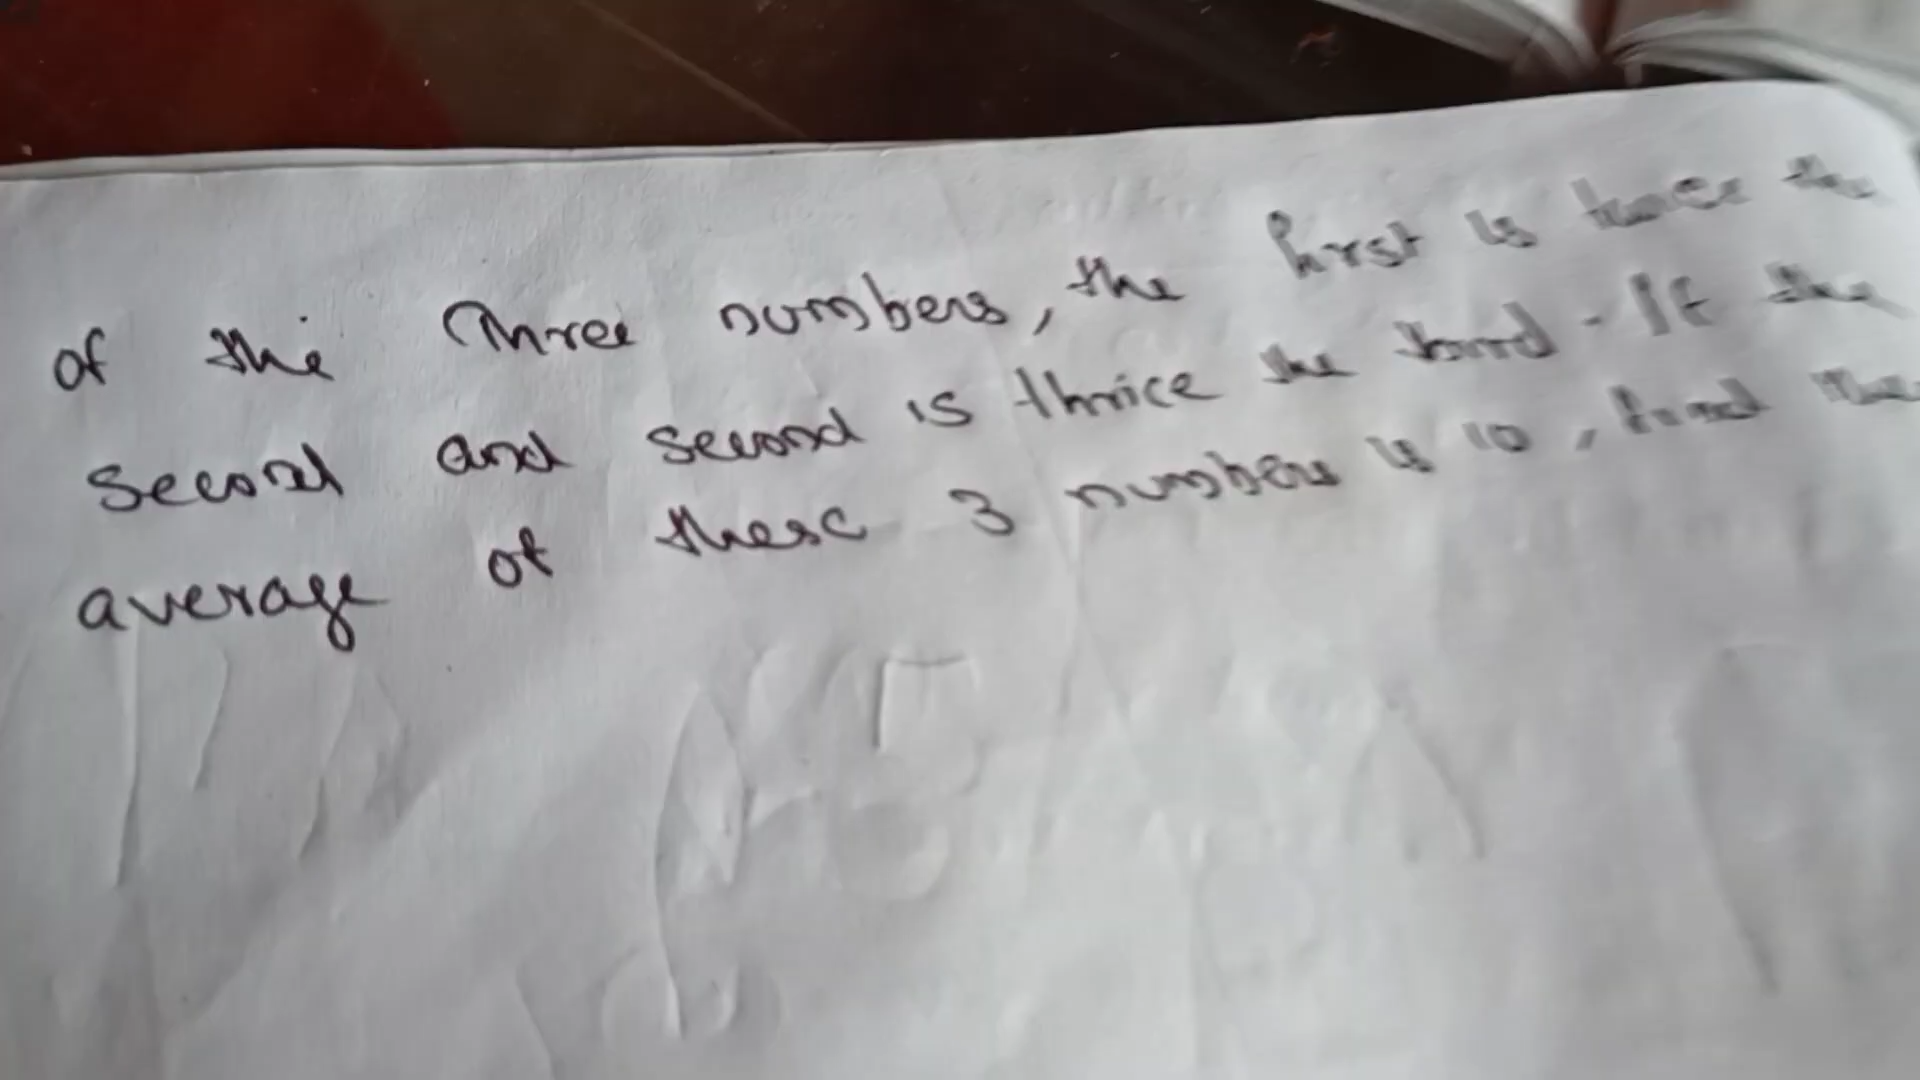 of the Three numbers, the first is twice the
Second and second is thrice the third. If the
average of these 3 numbers is 10, find the